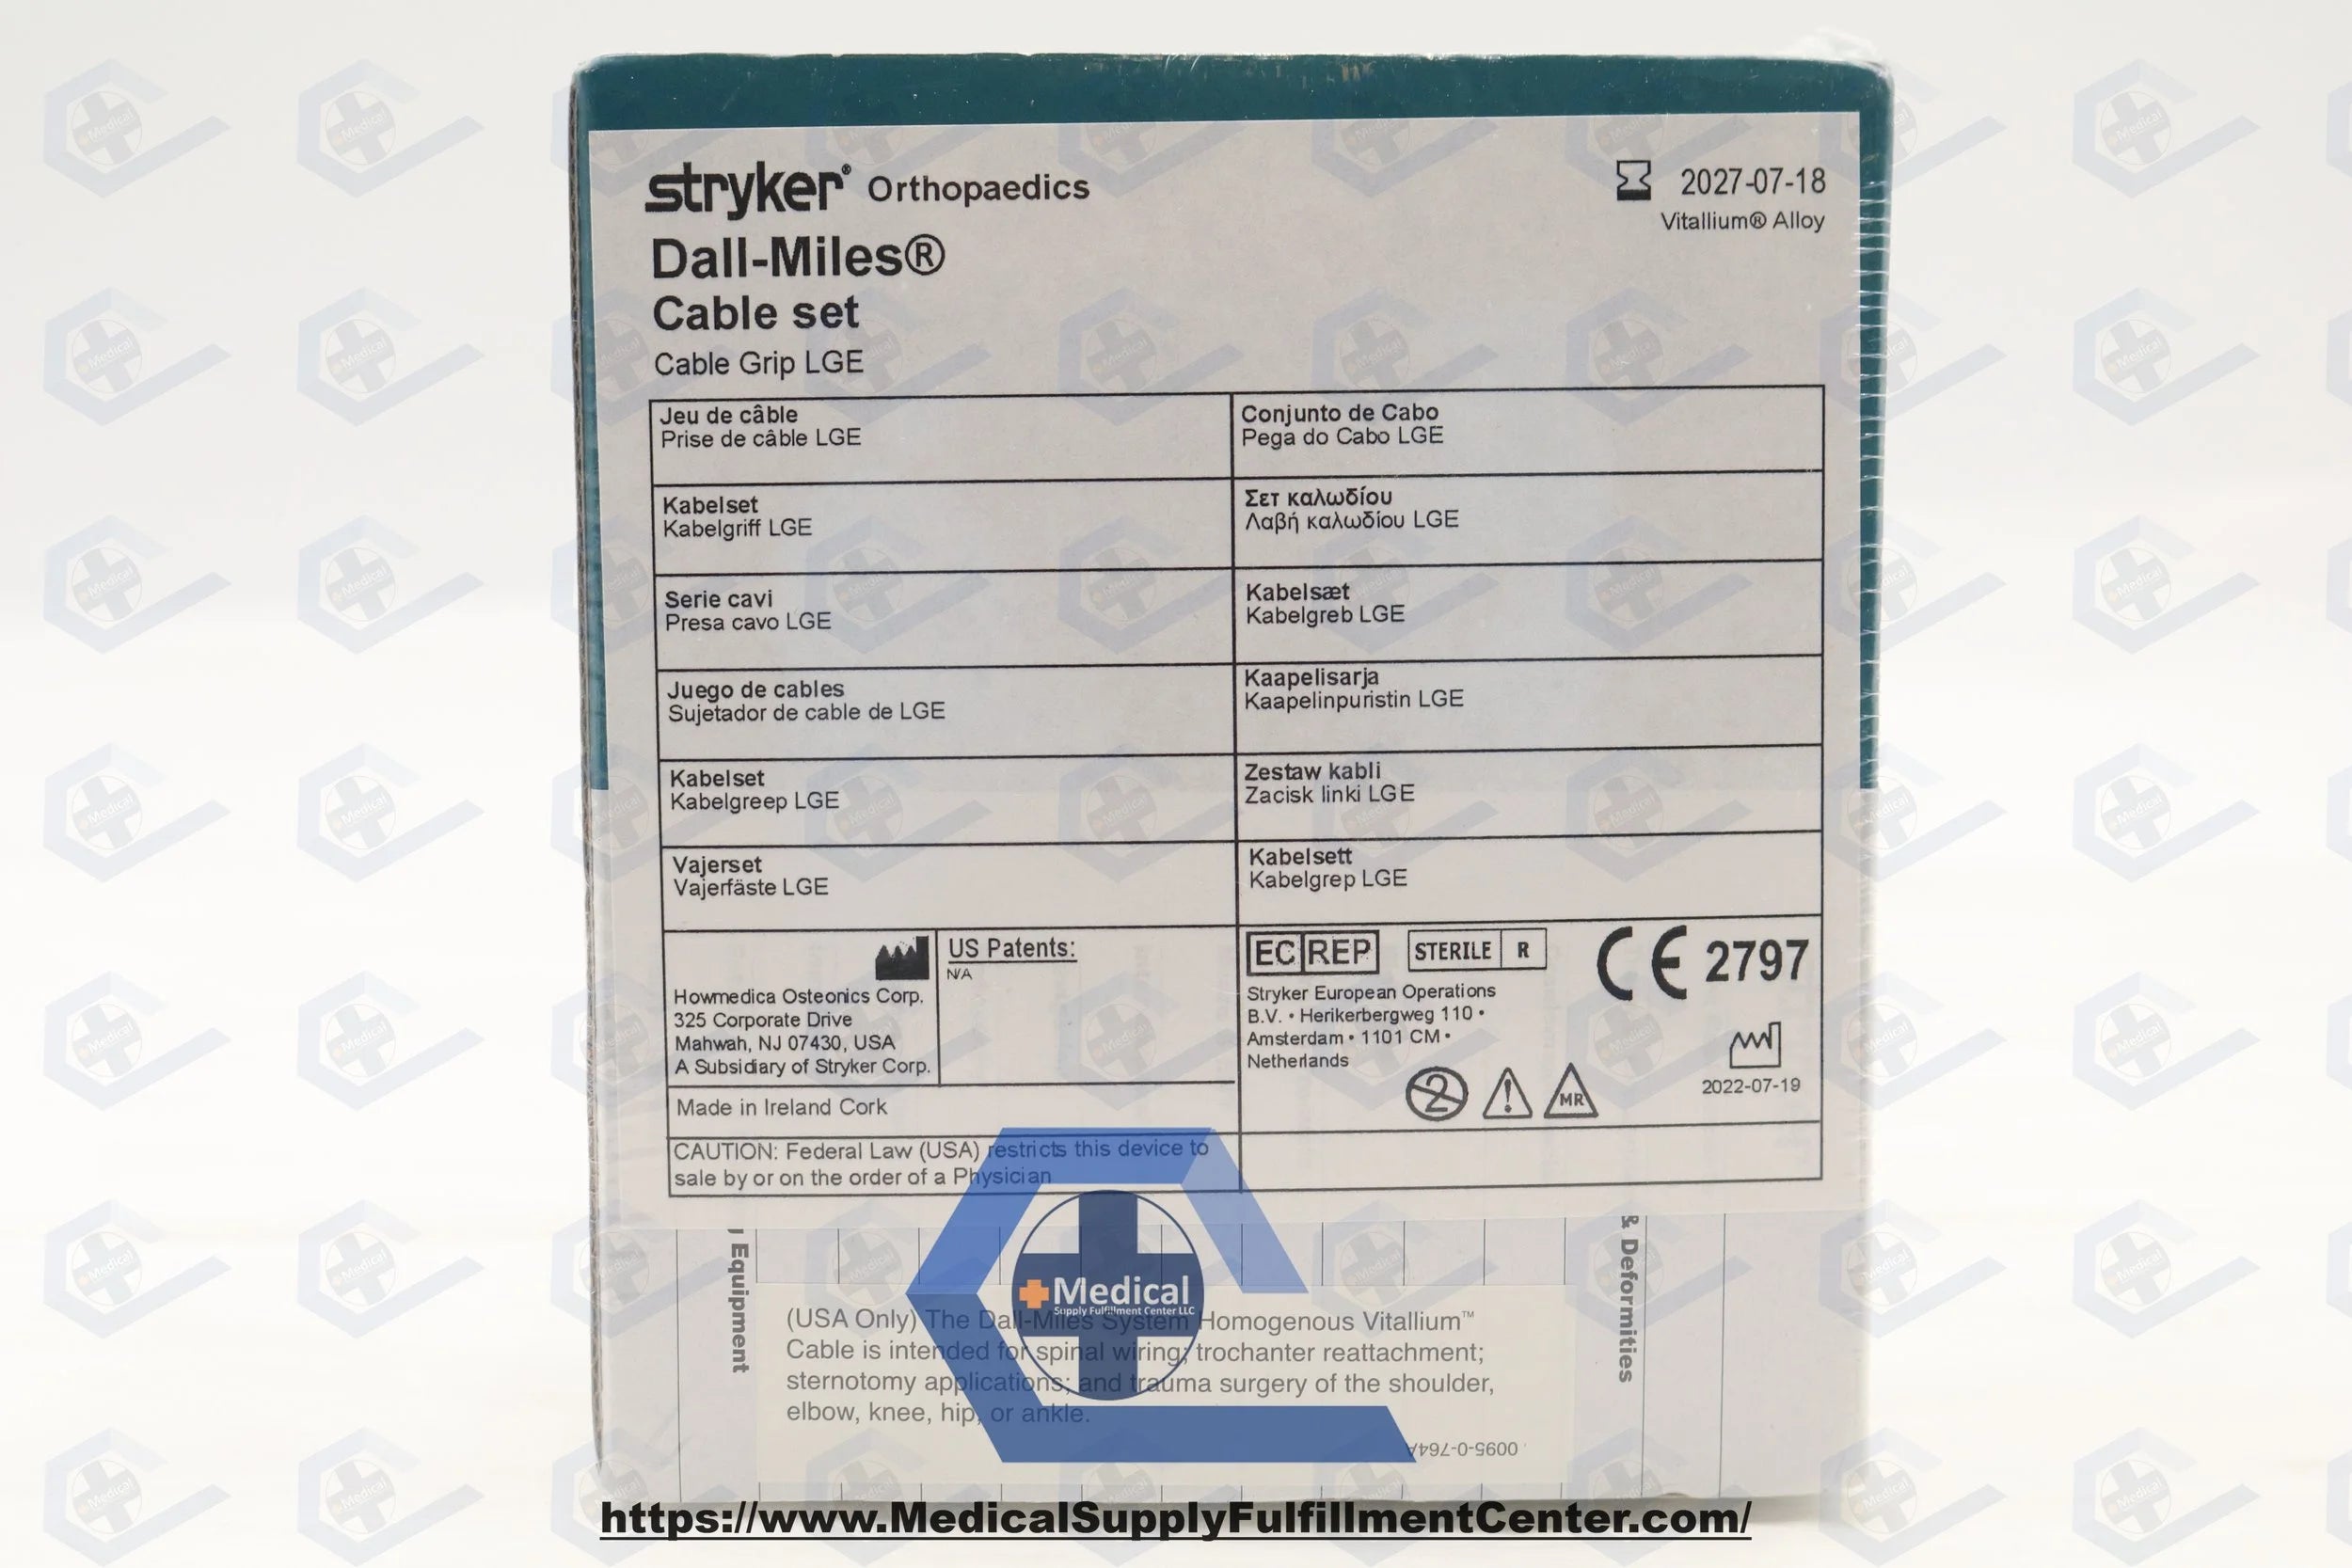 stryker® Orthopaedics
2027-07-18
Vitallium® Alloy
Dall-Miles®
Cable set
Cable Grip LGE
Jeu de câble
Prise de câble LGE
Conjunto de Cabo
Pega do Cabo LGE
Kabelset
Kabelgriff LGE
Σετ καλωδίου
Λαβή καλωδίου LGE
Serie cavi
Presa cavo LGE
Kabelsæt
Kabelgreb LGE
Juego de cables
Sujetador de cable de LGE
Kaapelisarja
Kaapelinpuristin LGE
Kabelset
Kabelgreep LGE
Zestaw kabli
Zacisk linki LGE
Vajerset
Vajerfäste LGE
Kabelsett
Kabelgrep LGE
US Patents:
N/A
Howmedica Osteonics Corp.
325 Corporate Drive
Mahwah, NJ 07430, USA
A Subsidiary of Stryker Corp.
Made in Ireland Cork
CAUTION: Federal Law (USA) restricts this device to
sale by or on the order of a Physician
EC REP STERILE R CE 2797
Stryker European Operations
B.V. • Herikerbergweg 110 •
Amsterdam • 1101 CM •
Netherlands
2
MR
2022-07-19
Equipment
& Deformities
Medical
Supply Fulfillment Center LLC
(USA Only) The Dall-Miles System Homogenous Vitallium™
Cable is intended for spinal wiring; trochanter reattachment;
sternotomy applications; and trauma surgery of the shoulder,
elbow, knee, hip, or ankle.
0095-0-764A
https://www.MedicalSupplyFulfillmentCenter.com/